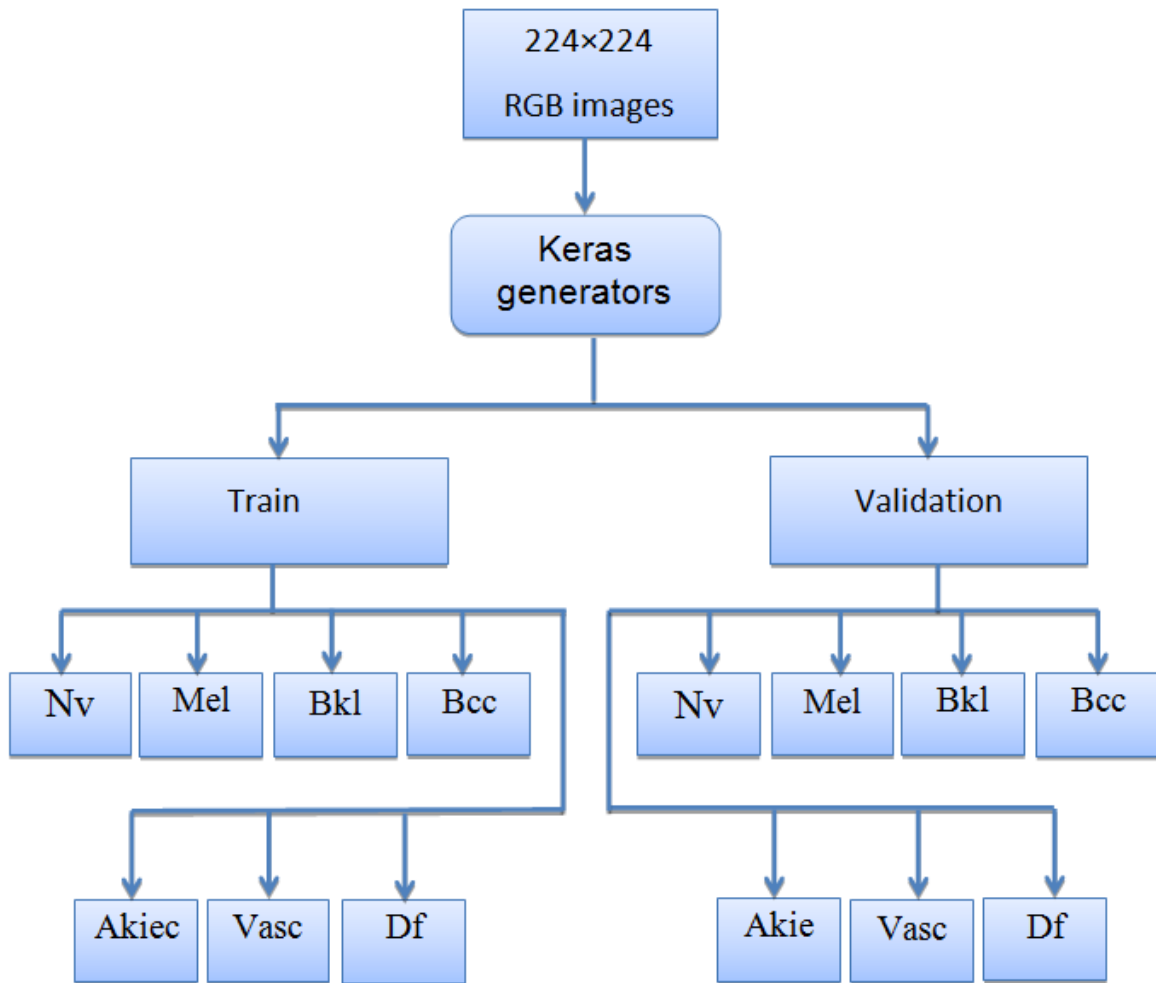 224×224
RGB images
Keras
generators
Train
Validation
Nv
Mel
Bkl
Bcc
Nv
Mel
Bkl
Bcc
Akiec
Vasc
Df
Akie
Vasc
Df